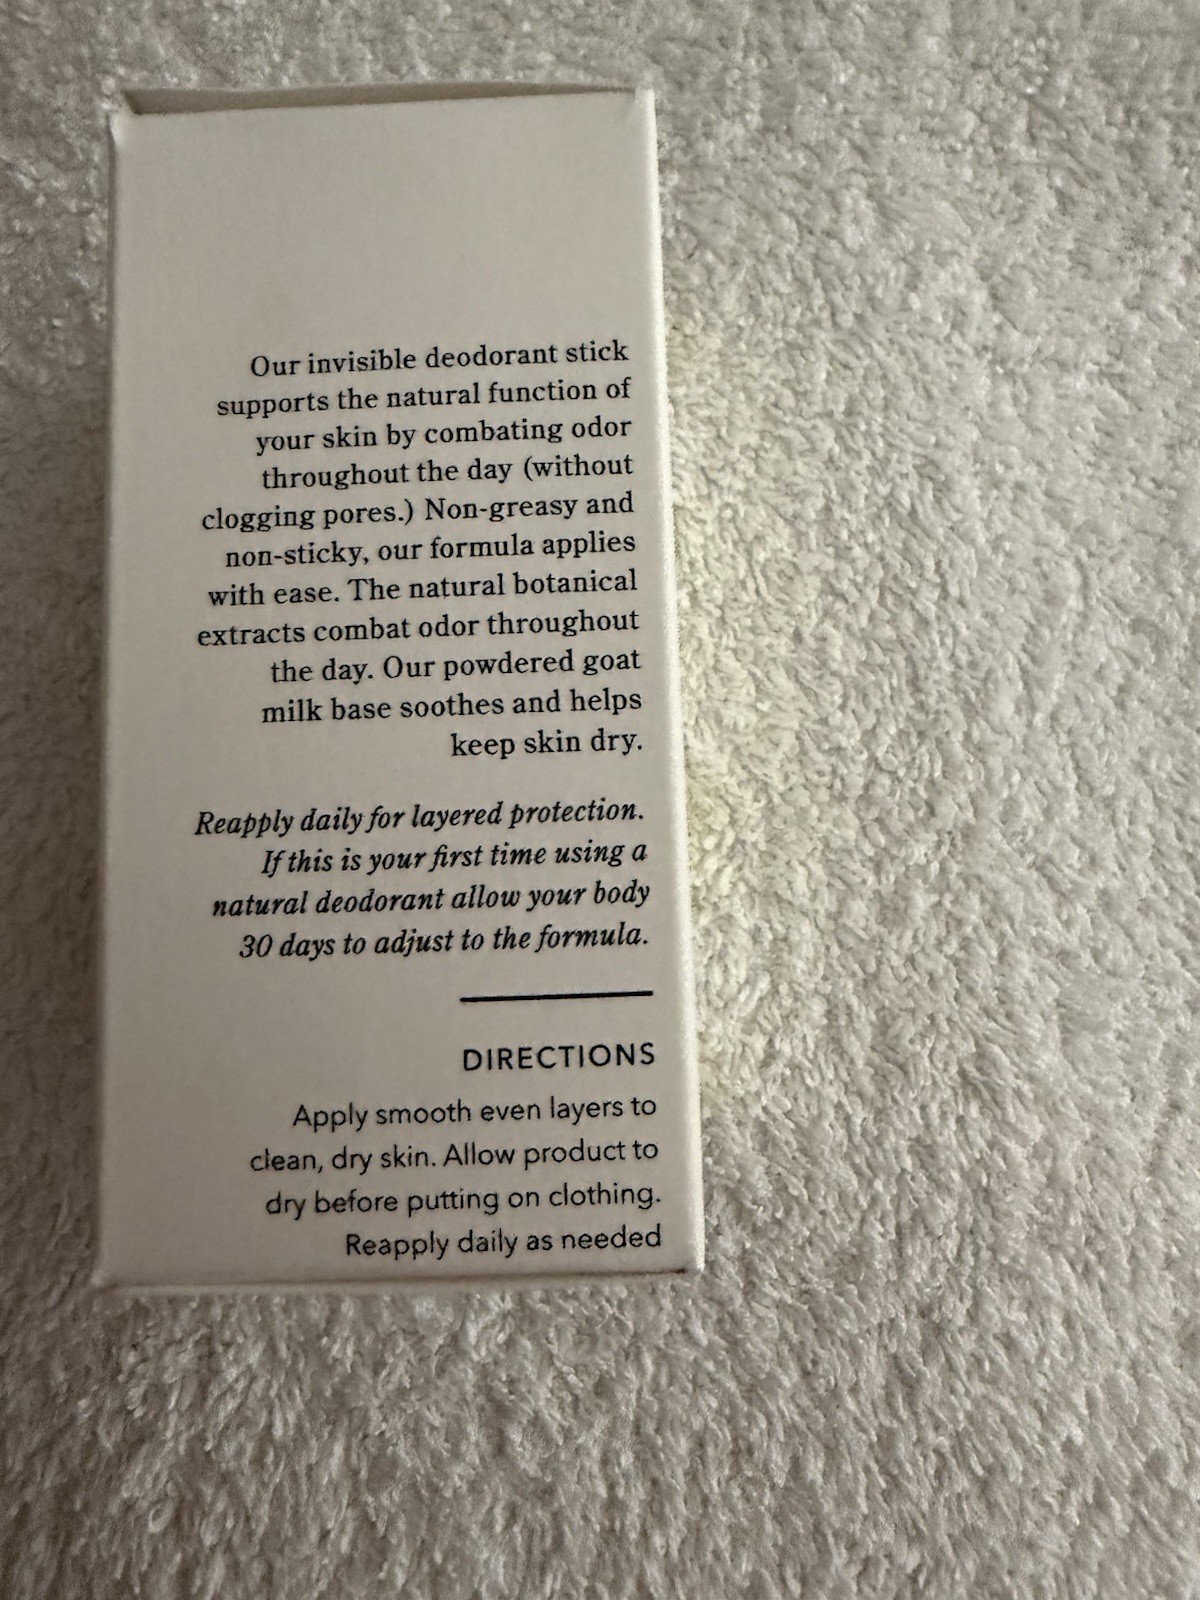 Our invisible deodorant stick
supports the natural function of
your skin by combating odor
throughout the day (without
clogging pores.) Non-greasy and
non-sticky, our formula applies
with ease. The natural botanical
extracts combat odor throughout
the day. Our powdered goat
milk base soothes and helps
keep skin dry.
Reapply daily for layered protection.
If this is your first time using a
natural deodorant allow your body
30 days to adjust to the formula.
DIRECTIONS
Apply smooth even layers to
clean, dry skin. Allow product to
dry before putting on clothing.
Reapply daily as needed